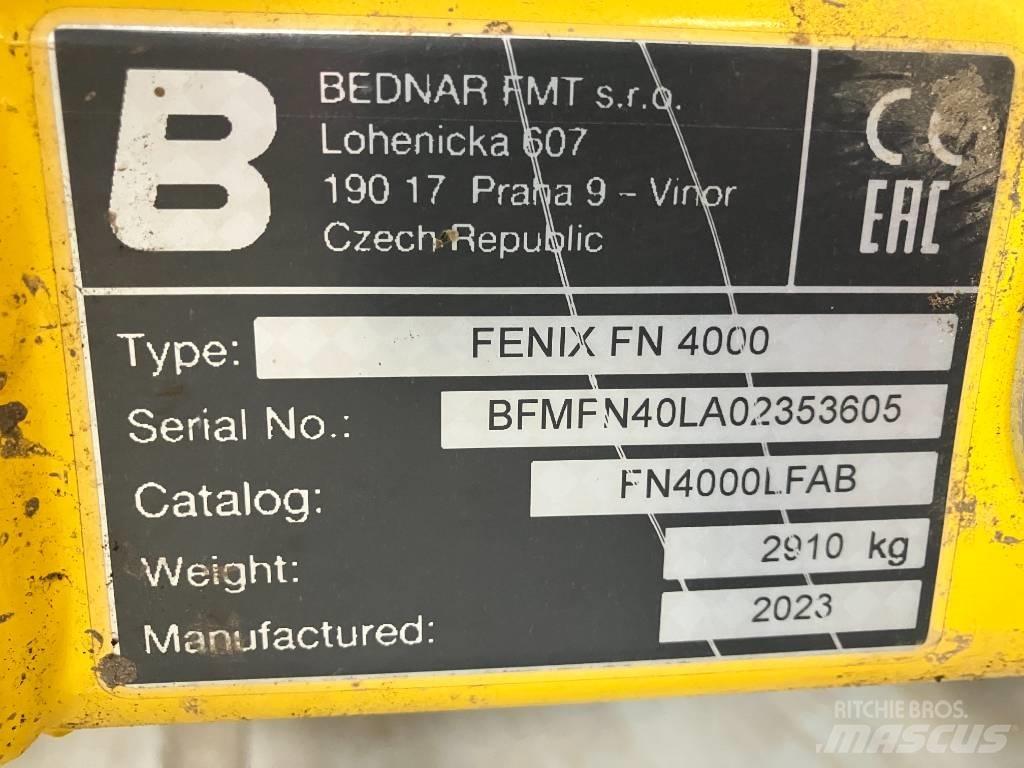 B
BEDNAR FMT s.r.o.
Lohenicka 607
190 17 Praha 9 - Vinor
Czech Republic
CE
EAC
Type: FENIX FN 4000
Serial No.: BFMFN40LA02353605
Catalog: FN4000LFAB
Weight: 2910 kg
Manufactured: 2023
RITCHIE BROS.
MASCUS